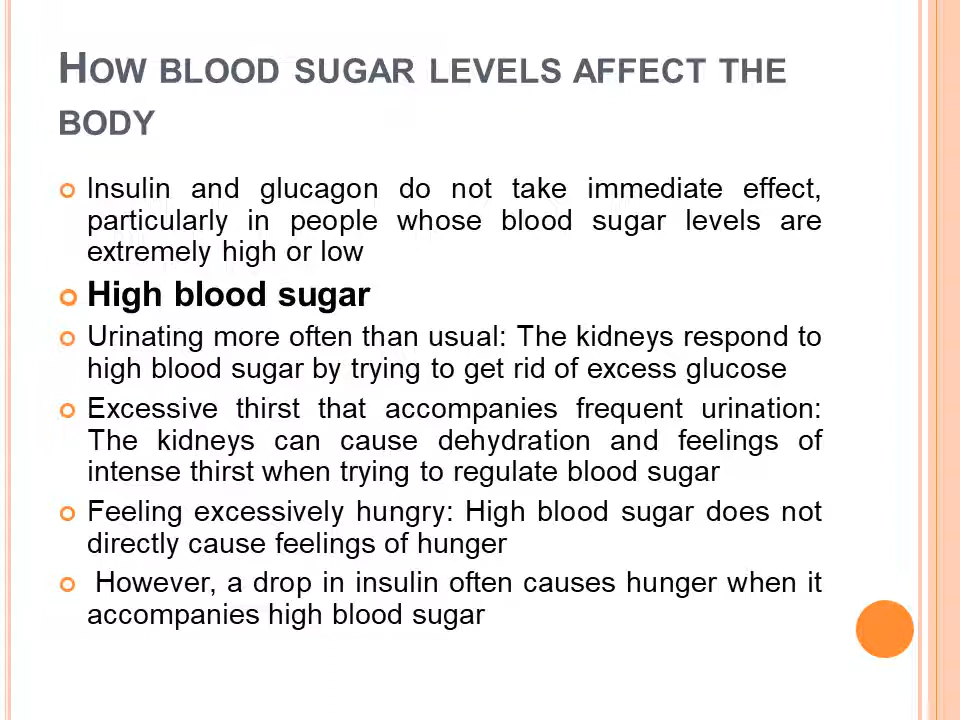 HOW BLOOD SUGAR LEVELS AFFECT THE
BODY
Insulin and glucagon do not take immediate effect,
particularly in people whose blood sugar levels are
extremely high or low
High blood sugar
Urinating more often than usual: The kidneys respond to
high blood sugar by trying to get rid of excess glucose
Excessive thirst that accompanies frequent urination:
The kidneys can cause dehydration and feelings of
intense thirst when trying to regulate blood sugar
Feeling excessively hungry: High blood sugar does not
directly cause feelings of hunger
However, a drop in insulin often causes hunger when it
accompanies high blood sugar